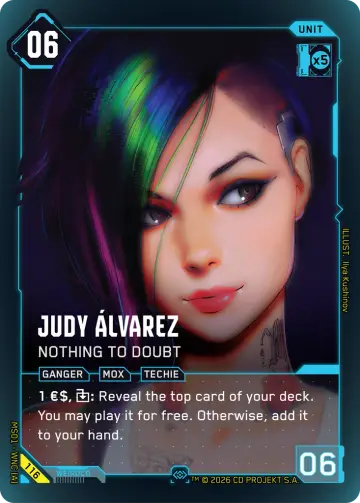 06
UNIT
x5
ILLUST. Ilya Kushinov
JUDY ÁLVAREZ
NOTHING TO DOUBT
GANGER MOX TECHIE
1 €$, : Reveal the top card of your deck.
You may play it for free. Otherwise, add it
to your hand.
116
06
™ © 2026 CD PROJEKT S.A.